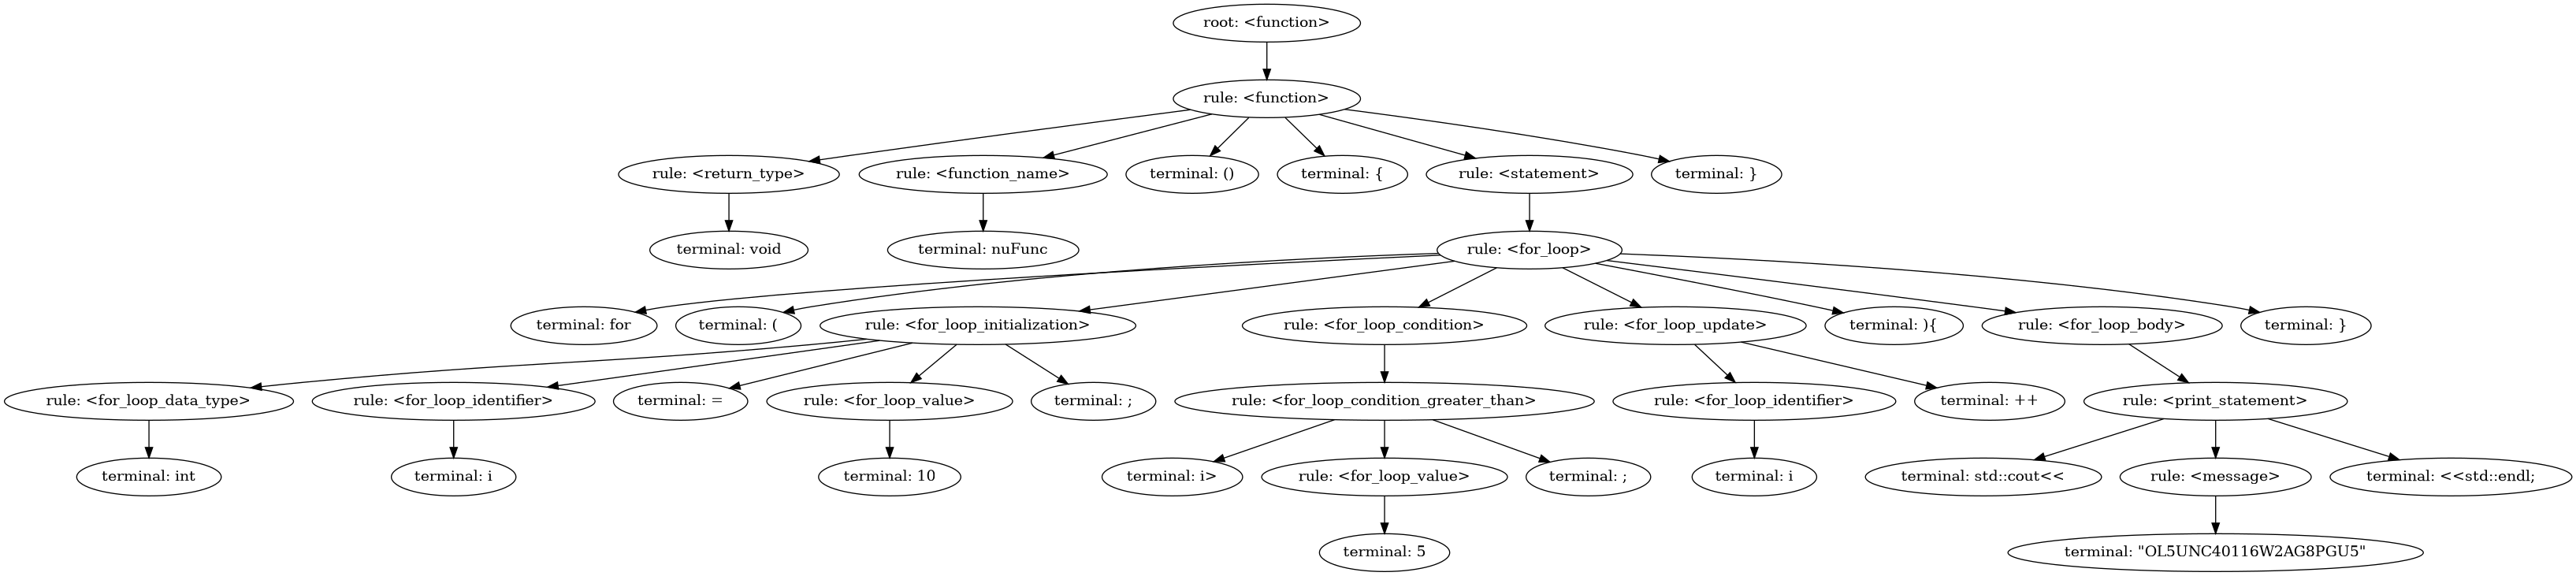 root: <function>
rule: <function>
rule: <return_type>
rule: <function_name>
terminal: ()
terminal: {
rule: <statement>
terminal: }
terminal: void
terminal: nuFunc
rule: <for_loop>
terminal: for
terminal: (
rule: <for_loop_initialization>
rule: <for_loop_condition>
rule: <for_loop_update>
terminal: ){
rule: <for_loop_body>
terminal: }
rule: <for_loop_data_type>
rule: <for_loop_identifier>
terminal: =
rule: <for_loop_value>
terminal: ;
rule: <for_loop_condition_greater_than>
rule: <for_loop_identifier>
terminal: ++
rule: <print_statement>
terminal: int
terminal: i
terminal: 10
terminal: i>
rule: <for_loop_value>
terminal: ;
terminal: i
terminal: std::cout<<
rule: <message>
terminal: <<std::endl;
terminal: 5
terminal: "OL5UNC40116W2AG8PGU5"